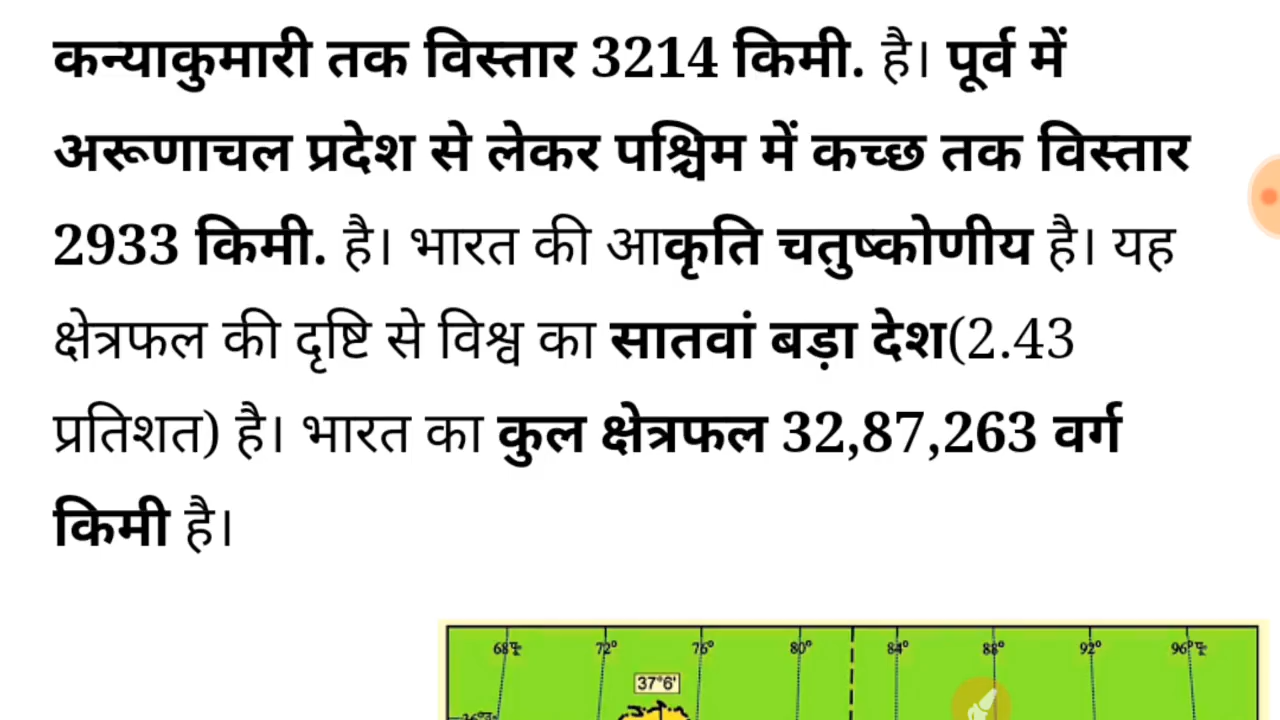 कन्याकुमारी तक विस्तार 3214 किमी. है। पूर्व में
अरूणाचल प्रदेश से लेकर पश्चिम में कच्छ तक विस्तार
2933 किमी. है। भारत की आकृति चतुष्कोणीय है। यह
क्षेत्रफल की दृष्टि से विश्व का सातवां बड़ा देश(2.43
प्रतिशत) है। भारत का कुल क्षेत्रफल 32,87,263 वर्ग
किमी है।
68° 72° 76° 80° 84° 88° 92° 96°
37°6'